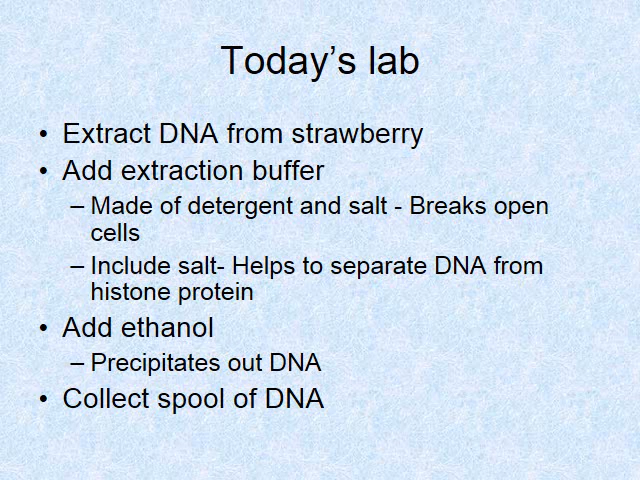 Today’s lab
• Extract DNA from strawberry
• Add extraction buffer
– Made of detergent and salt - Breaks open
cells
– Include salt- Helps to separate DNA from
histone protein
• Add ethanol
– Precipitates out DNA
• Collect spool of DNA